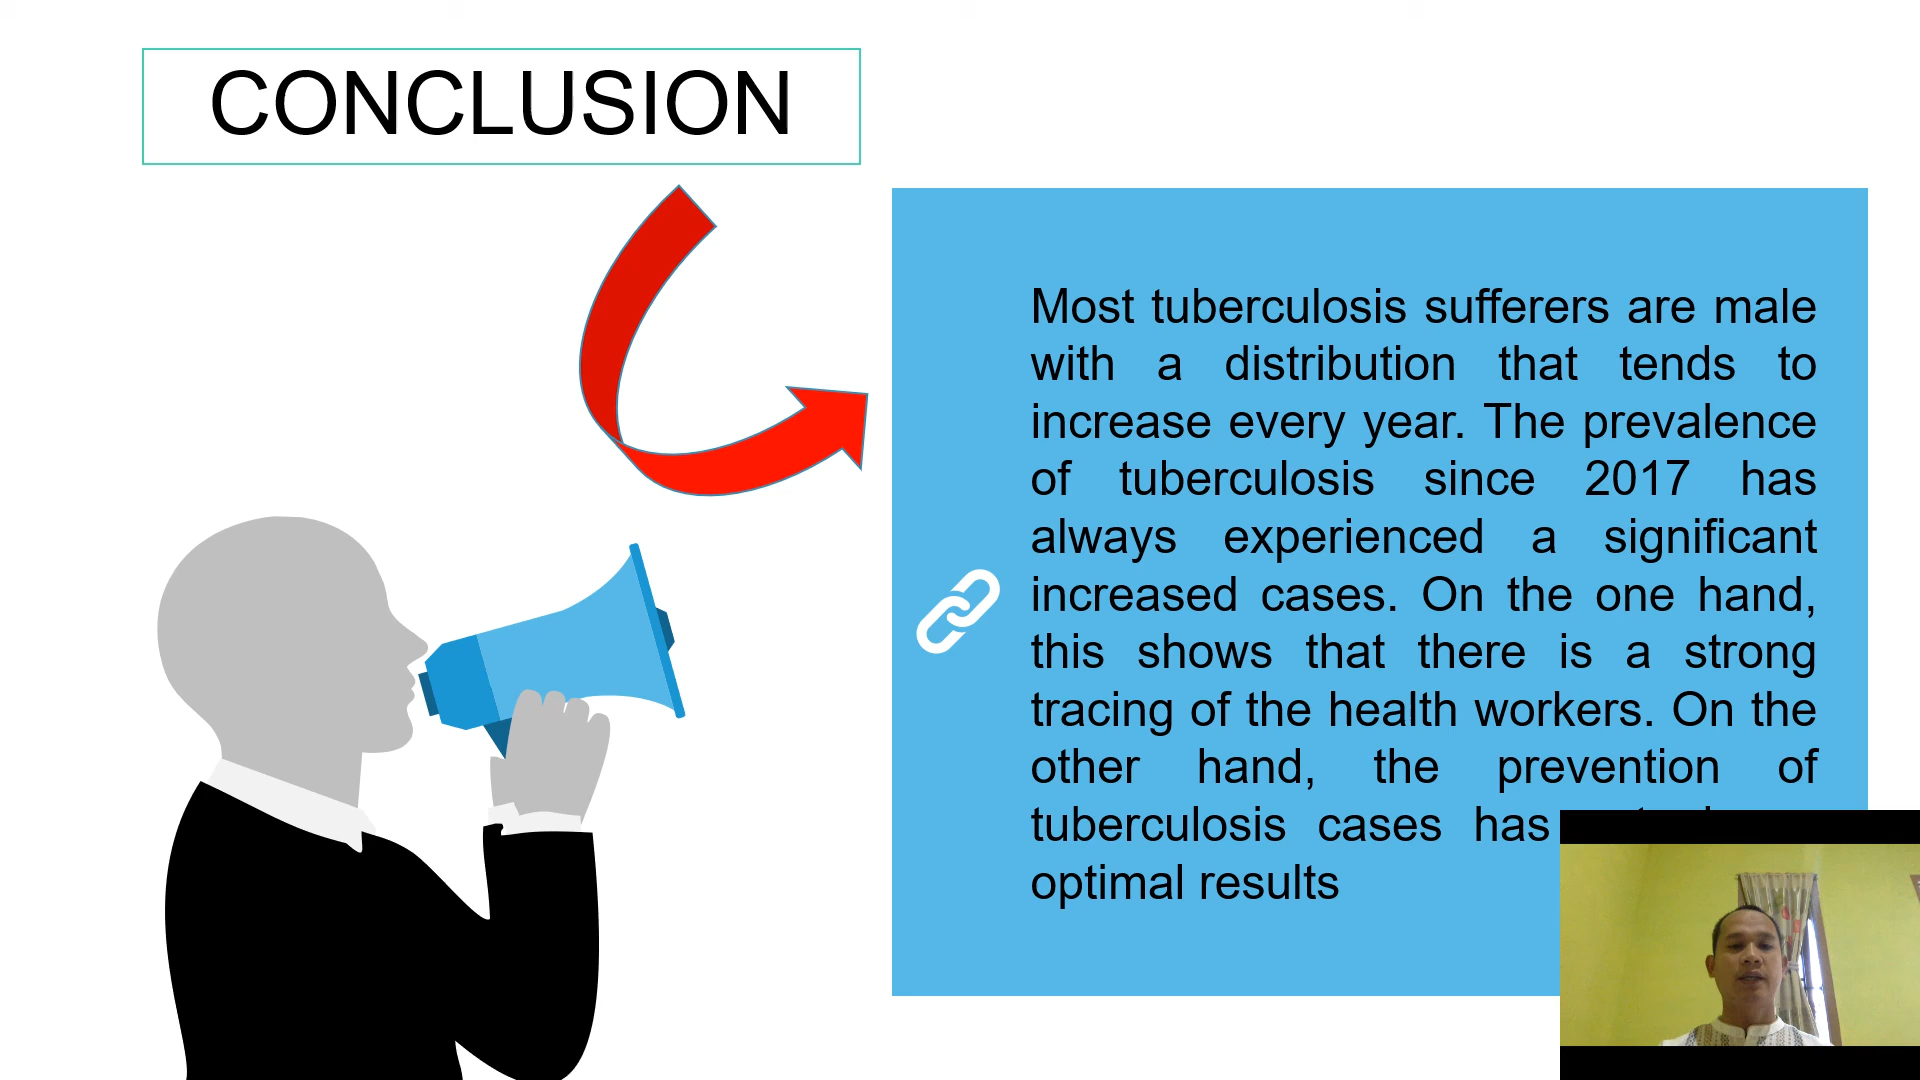 CONCLUSION
Most tuberculosis sufferers are male
with a distribution that tends to
increase every year. The prevalence
of tuberculosis since 2017 has
always experienced a significant
increased cases. On the one hand,
this shows that there is a strong
tracing of the health workers. On the
other hand, the prevention of
tuberculosis cases has
optimal results